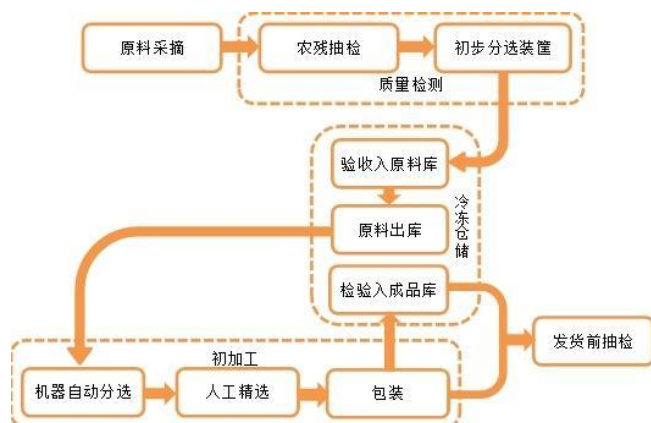 原料采摘
农残抽检
初步分选装筐
质量检测
验收入原料库
原料出库
检验入成品库
冷冻仓储
发货前抽检
初加工
机器自动分选
人工精选
包装